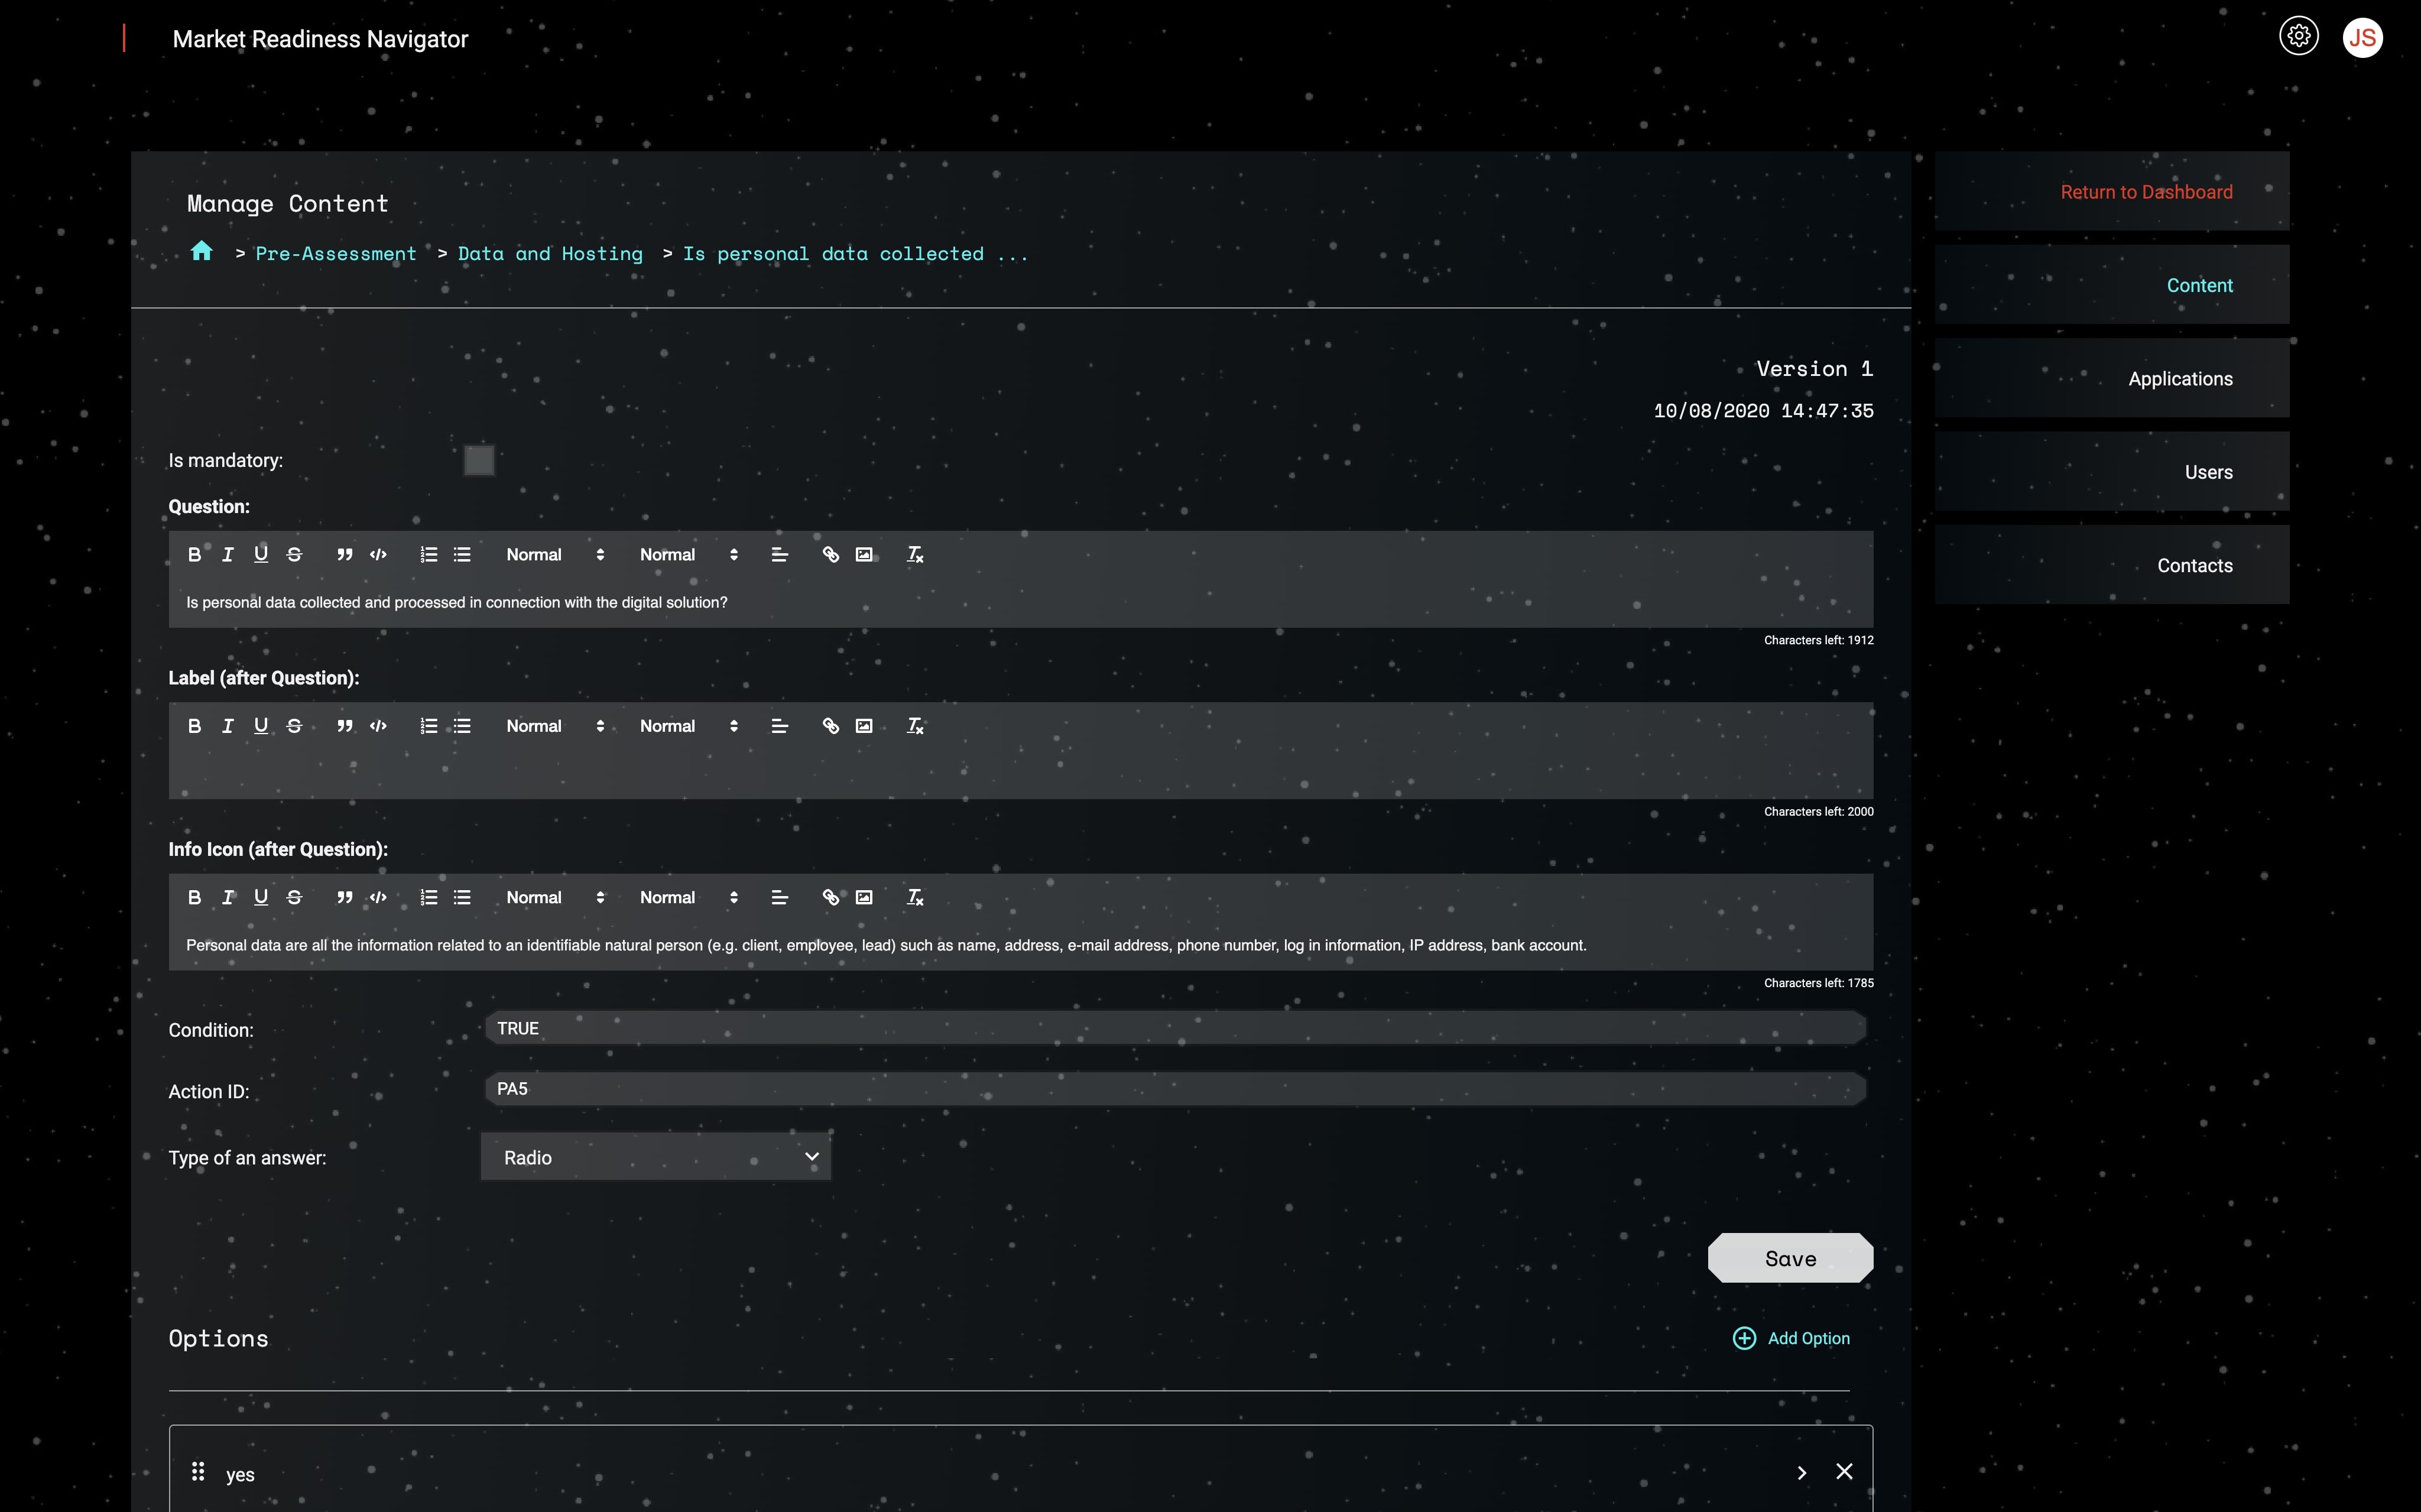 Market Readiness Navigator
JS
Manage Content
> Pre-Assessment > Data and Hosting > Is personal data collected ...
Return to Dashboard
Content
Applications
Users
Contacts
Version 1
10/08/2020 14:47:35
Is mandatory:
Question:
Normal Normal
Is personal data collected and processed in connection with the digital solution?
Characters left: 1912
Label (after Question):
Normal Normal
Characters left: 2000
Info Icon (after Question):
Normal Normal
Personal data are all the information related to an identifiable natural person (e.g. client, employee, lead) such as name, address, e-mail address, phone number, log in information, IP address, bank account.
Characters left: 1785
Condition: TRUE
Action ID: PA5
Type of an answer: Radio
Save
Options
Add Option
yes